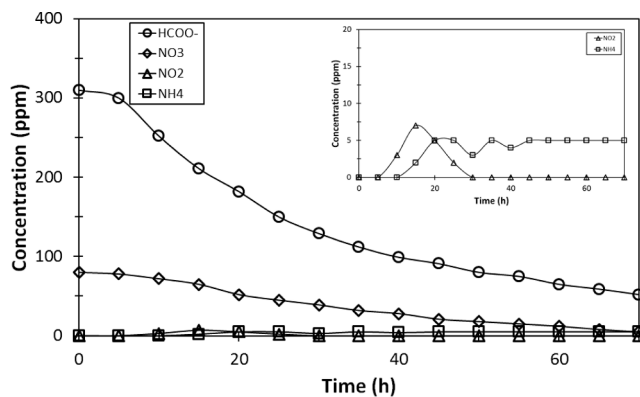 400
300
200
100
0
Concentration (ppm)
HCOO-
NO3
NO2
NH4
0 20 40 60
Time (h)
20
15
10
5
0
Concentration (ppm)
NO2
NH4
0 20 40 60
Time (h)